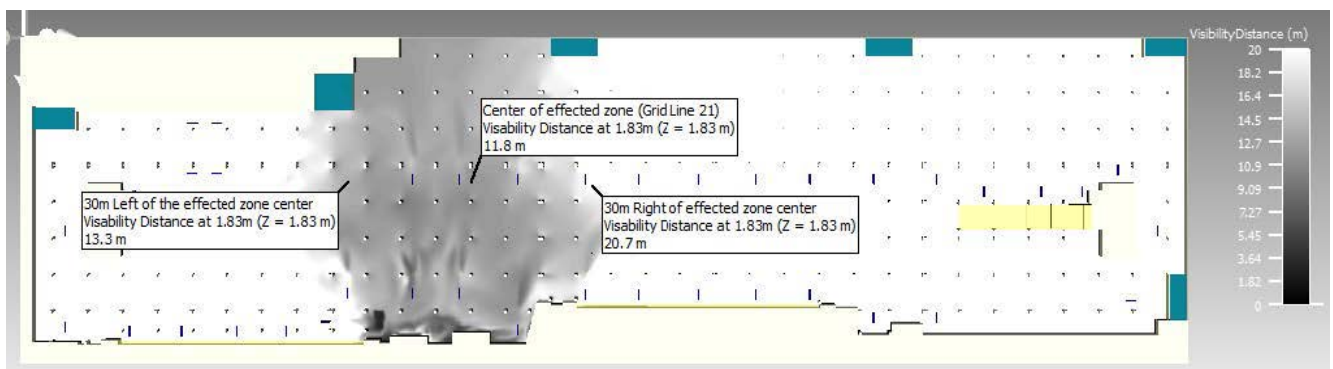 VisibilityDistance (m)
20
18.2
16.4
14.5
12.7
10.9
9.09
7.27
5.45
3.64
1.82
0
Center of effected zone (Grid Line 21)
Visability Distance at 1.83m (Z = 1.83 m)
11.8 m
30m Left of the effected zone center
Visability Distance at 1.83m (Z = 1.83 m)
13.3 m
30m Right of effected zone center
Visability Distance at 1.83m (Z = 1.83 m)
20.7 m